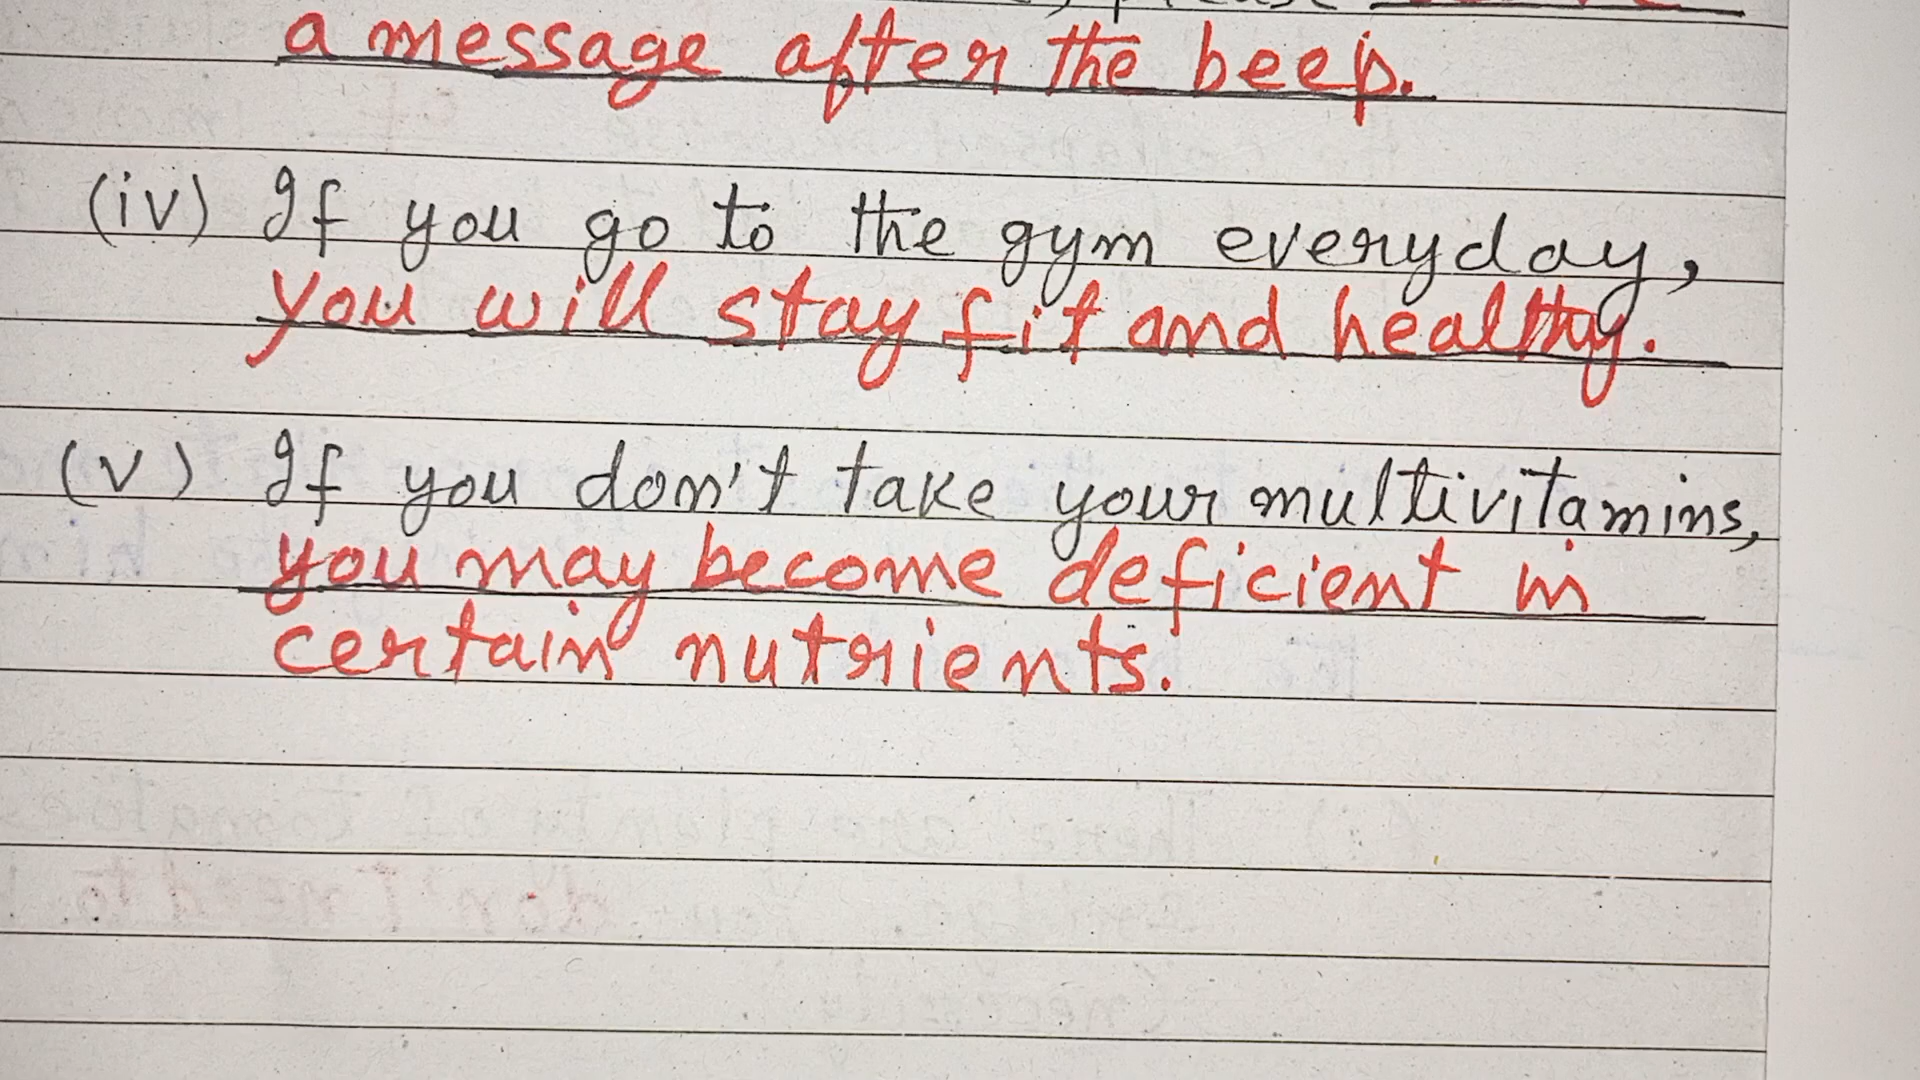 a message after the beep.
(iv) If you go to the gym everyday,
you will stay fit and healthy.
(v) If you don't take your multivitamins,
you may become deficient in
certain nutrients.